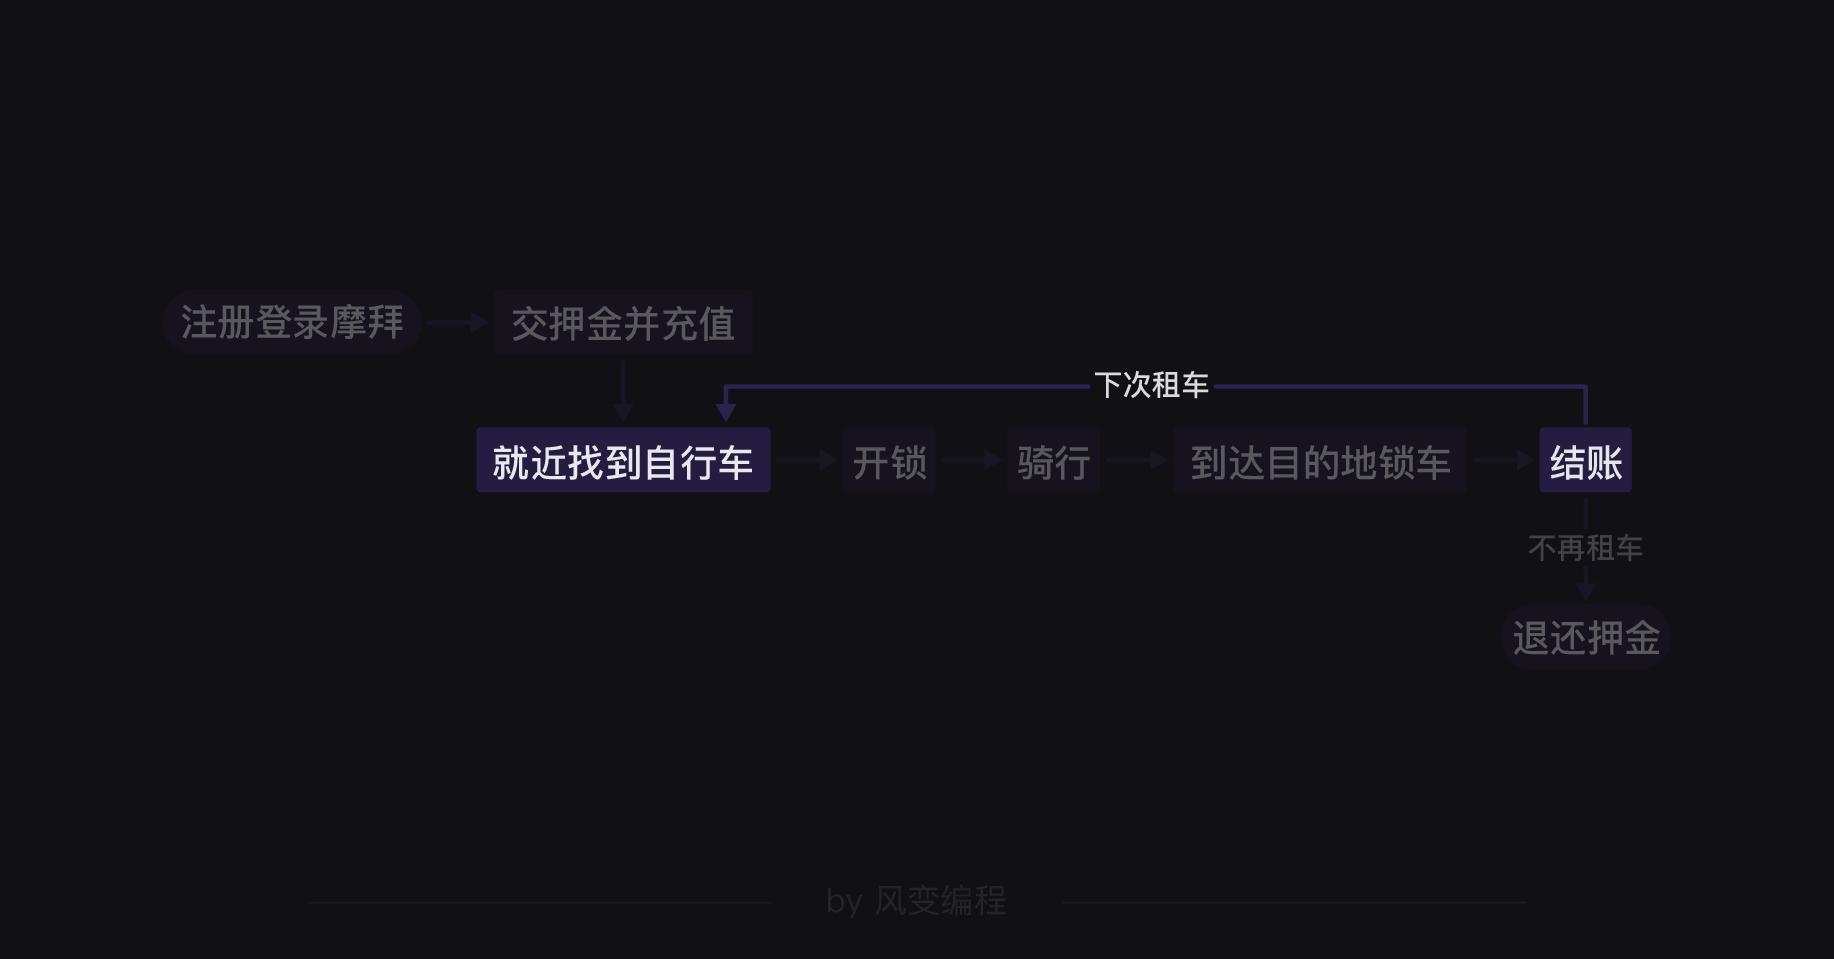 注册登录摩拜
交押金并充值
下次租车
就近找到自行车
开锁
骑行
到达目的地锁车
结账
不再租车
退还押金
by 风变编程